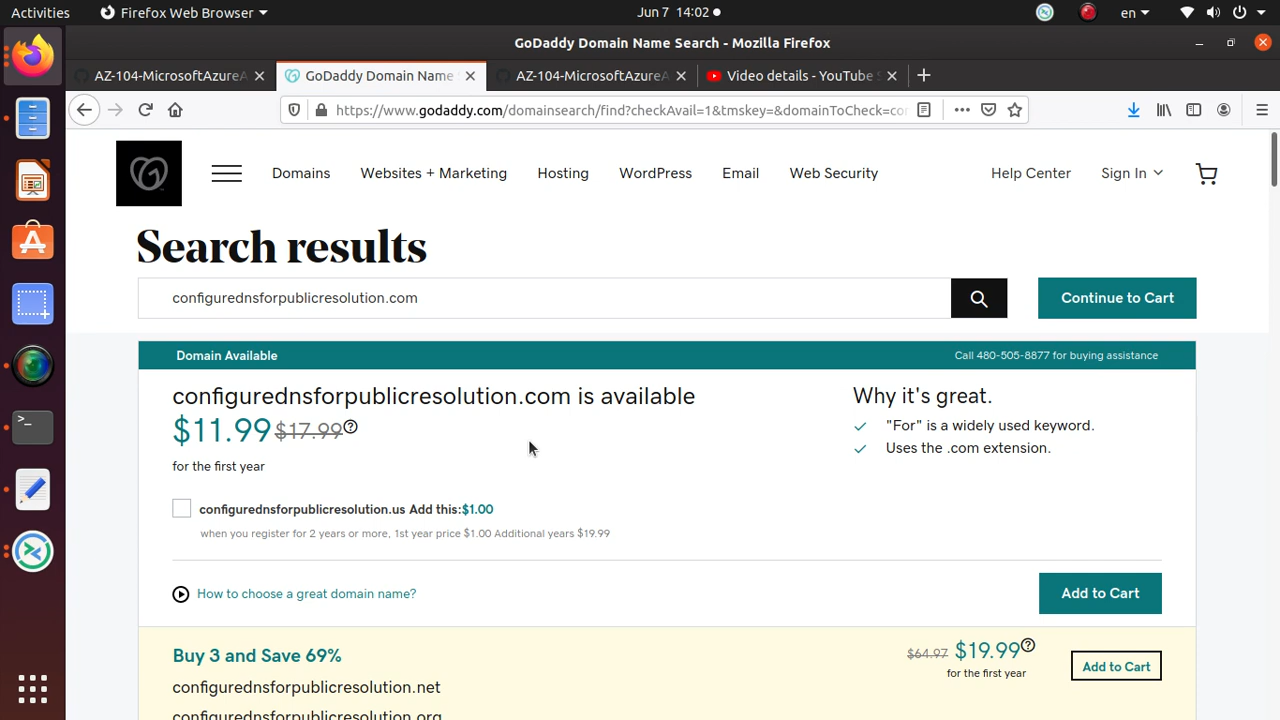 Activities
Firefox Web Browser
Jun 7 14:02
en
GoDaddy Domain Name Search - Mozilla Firefox
AZ-104-MicrosoftAzureA
GoDaddy Domain Name S
AZ-104-MicrosoftAzureA
Video details - YouTube S
https://www.godaddy.com/domainsearch/find?checkAvail=1&tmskey=&domainToCheck=co
Domains
Websites + Marketing
Hosting
WordPress
Email
Web Security
Help Center
Sign In
Search results
configurednsforpublicresolution.com
Continue to Cart
Domain Available
Call 480-505-8877 for buying assistance
configurednsforpublicresolution.com is available
$11.99 $17.99
for the first year
Why it's great.
"For" is a widely used keyword.
Uses the .com extension.
configurednsforpublicresolution.us Add this:$1.00
when you register for 2 years or more, 1st year price $1.00 Additional years $19.99
How to choose a great domain name?
Add to Cart
Buy 3 and Save 69%
$64.97 $19.99
for the first year
Add to Cart
configurednsforpublicresolution.net
configurednsforpublicresolution.org